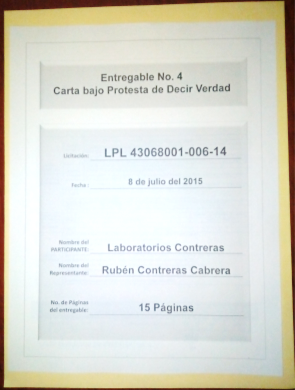 Entregable No. 4
Carta bajo Protesta de Decir Verdad
Licitación: LPL 43068001-006-14
Fecha : 8 de julio del 2015
Nombre del
PARTICIPANTE: Laboratorios Contreras
Nombre del
Representante: Rubén Contreras Cabrera
No. de Páginas
del entregable: 15 Páginas